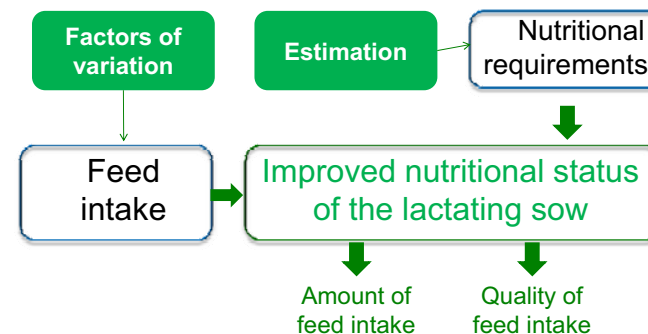 Factors of
variation
Estimation
Nutritional
requirements
Feed
intake
Improved nutritional status
of the lactating sow
Amount of
feed intake
Quality of
feed intake